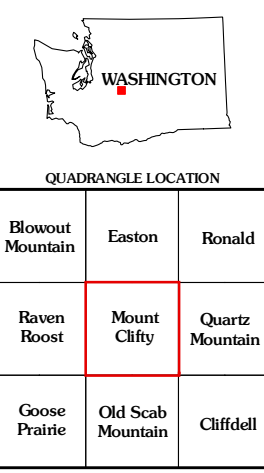 WASHINGTON
QUADRANGLE LOCATION
Blowout
Mountain
Easton
Ronald
Raven
Roost
Mount
Clifty
Quartz
Mountain
Goose
Prairie
Old Scab
Mountain
Cliffdell